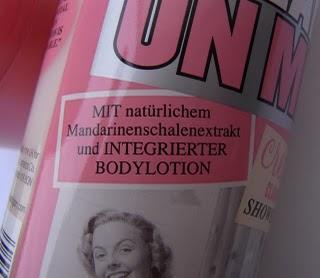 UN M
MIT natürlichem
Mandarinenschalenextrakt
und INTEGRIERTER
BODYLOTION
SHOW